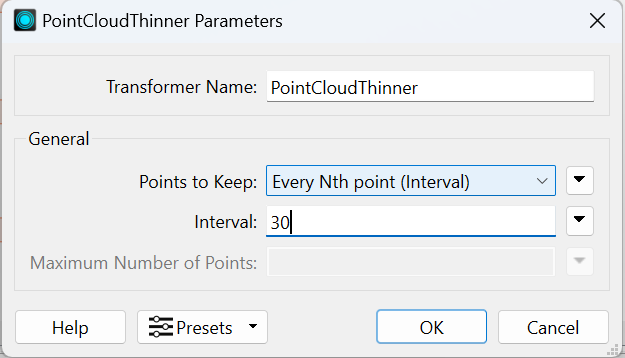 PointCloudThinner Parameters
Transformer Name: PointCloudThinner
General
Points to Keep: Every Nth point (Interval)
Interval: 30
Maximum Number of Points:
Help Presets OK Cancel